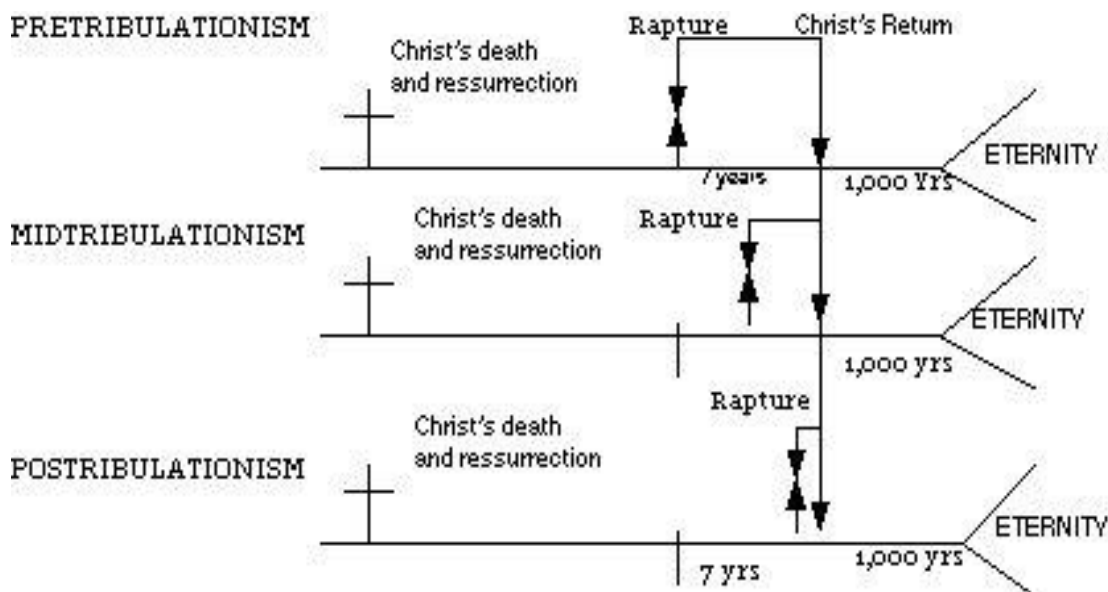 PRETRIBULATIONISM
Rapture
Christ's Return
Christ's death
and ressurrection
ETERNITY
7 years
1,000 Yrs
MIDTRIBULATIONISM
Christ's death
and ressurrection
Rapture
ETERNITY
1,000 yrs
POSTRIBULATIONISM
Christ's death
and ressurrection
Rapture
ETERNITY
7 yrs
1,000 yrs